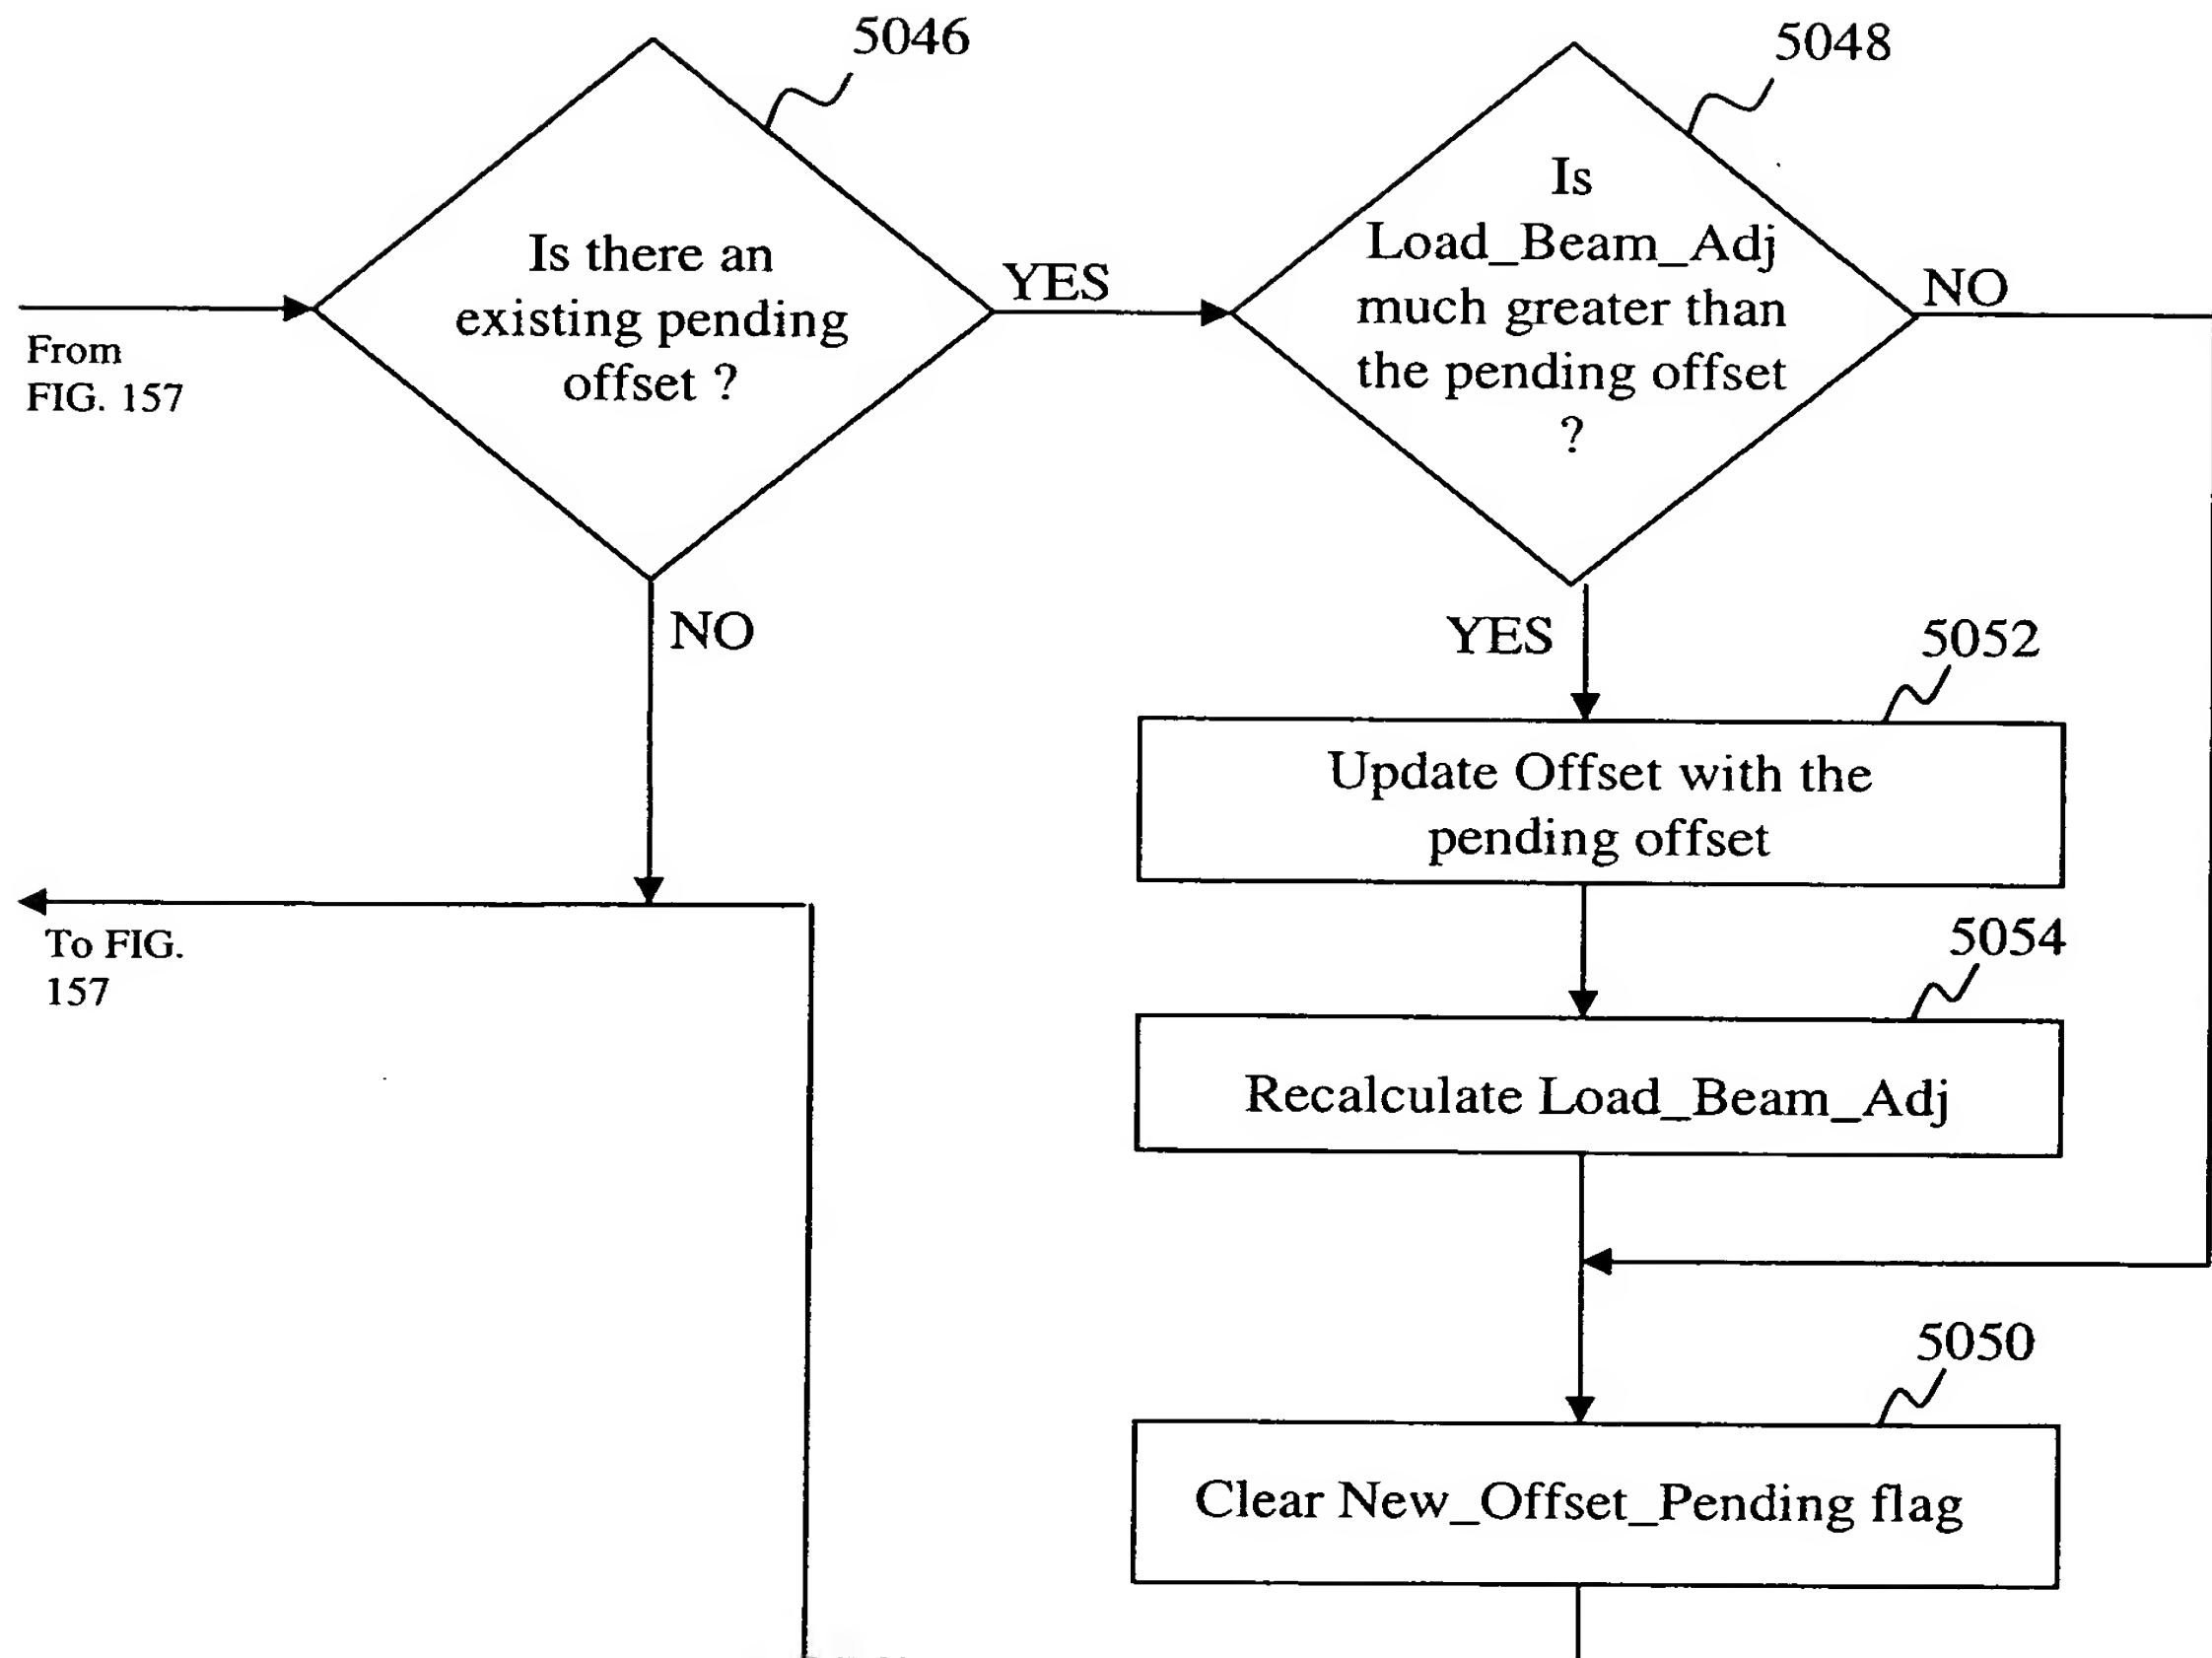 5046
Is there an
existing pending
offset ?
From
FIG. 157
YES
NO
5048
Is
Load_Beam_Adj
much greater than
the pending offset
?
NO
YES
5052
Update Offset with the
pending offset
To FIG.
157
5054
Recalculate Load_Beam_Adj
5050
Clear New_Offset_Pending flag